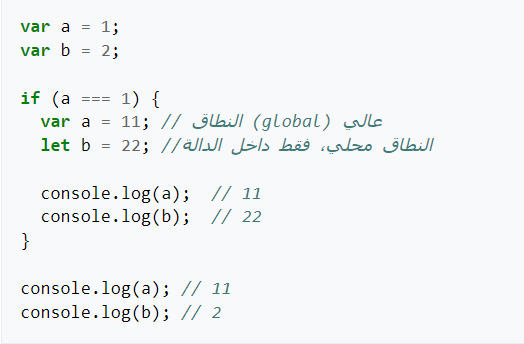 var a = 1;
var b = 2;
if (a === 1) {
var a = 11; // النطاق (global) عالي
let b = 22; //النطاق محلي، فقط داخل الدالة
console.log(a); // 11
console.log(b); // 22
}
console.log(a); // 11
console.log(b); // 2